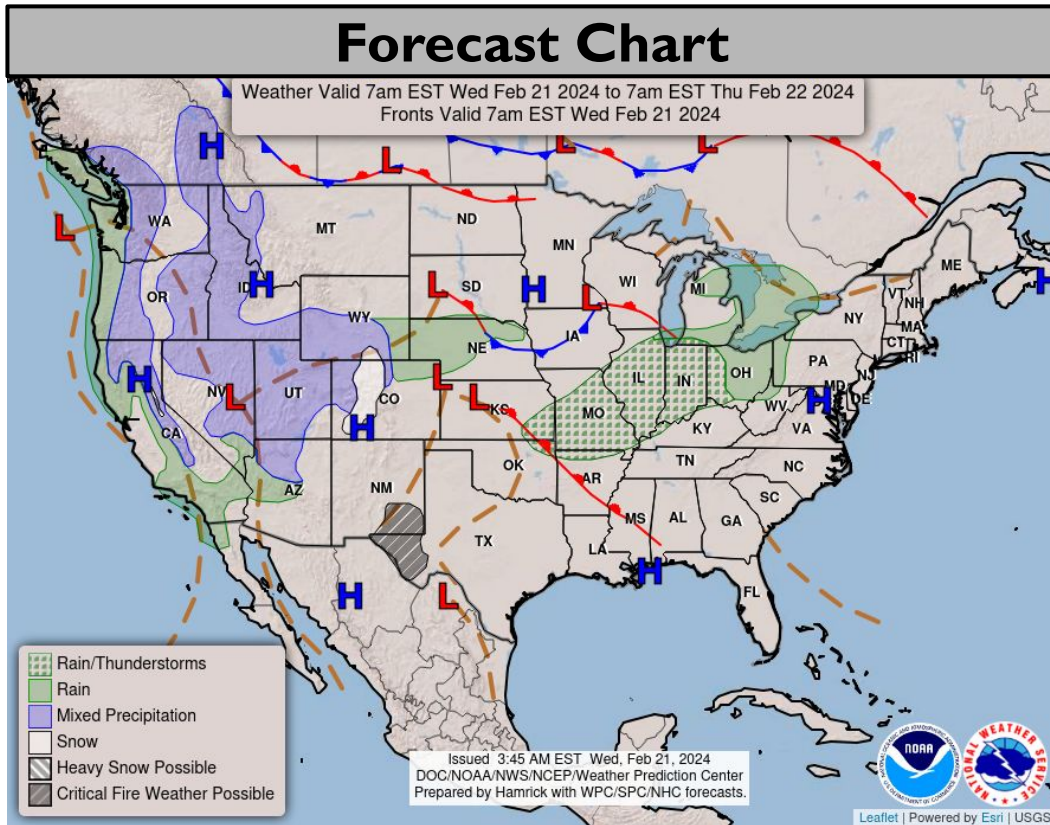 Forecast Chart
Weather Valid 7am EST Wed Feb 21 2024 to 7am EST Thu Feb 22 2024
Fronts Valid 7am EST Wed Feb 21 2024
H
L
L
L
WA
MT
ND
MN
ME
L
OR
ID
H
WY
L
SD
H
L
WI
MI
VT
NH
H
NY
MA
CT
RI
IA
NE
H
NV
L
UT
CO
L
L
KS
IL
IN
OH
PA
NJ
MD
DE
H
WV
VA
MO
KY
CA
H
AZ
NM
OK
AR
TN
NC
SC
TX
LA
MS
AL
GA
H
FL
H
L
Rain/Thunderstorms
Rain
Mixed Precipitation
Snow
Heavy Snow Possible
Critical Fire Weather Possible
Issued 3:45 AM EST Wed, Feb 21, 2024
DOC/NOAA/NWS/NCEP/Weather Prediction Center
Prepared by Hamrick with WPC/SPC/NHC forecasts.
NOAA
NATIONAL WEATHER SERVICE
Leaflet | Powered by Esri | USGS